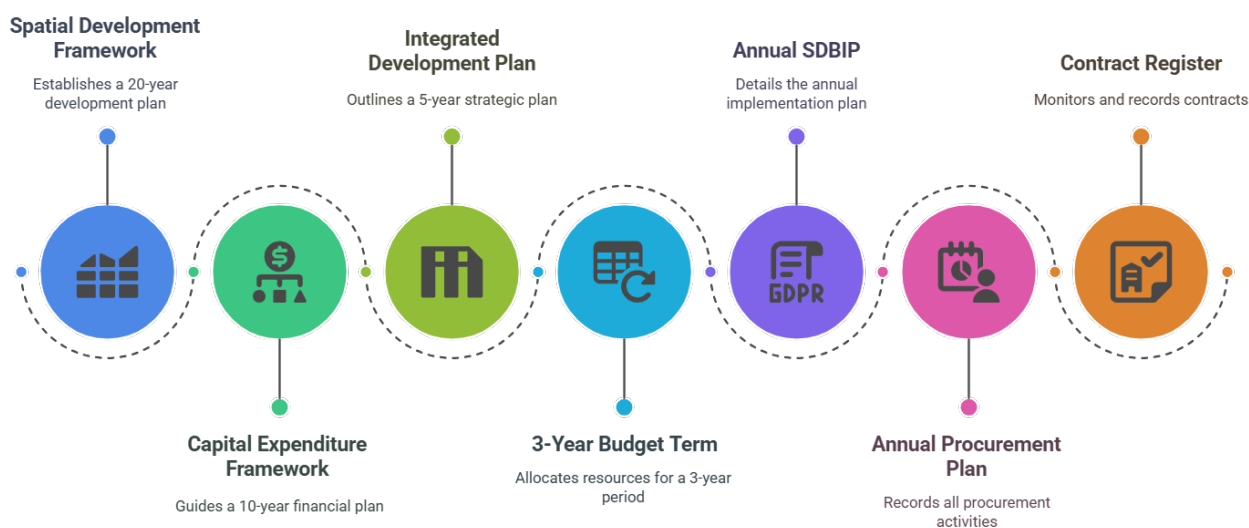 Spatial Development
Framework
Establishes a 20-year
development plan
Capital Expenditure
Framework
Guides a 10-year financial plan
Integrated
Development Plan
Outlines a 5-year strategic plan
3-Year Budget Term
Allocates resources for a 3-year
period
Annual SDBIP
Details the annual
implementation plan
GDPR
Annual Procurement
Plan
Records all procurement
activities
Contract Register
Monitors and records contracts